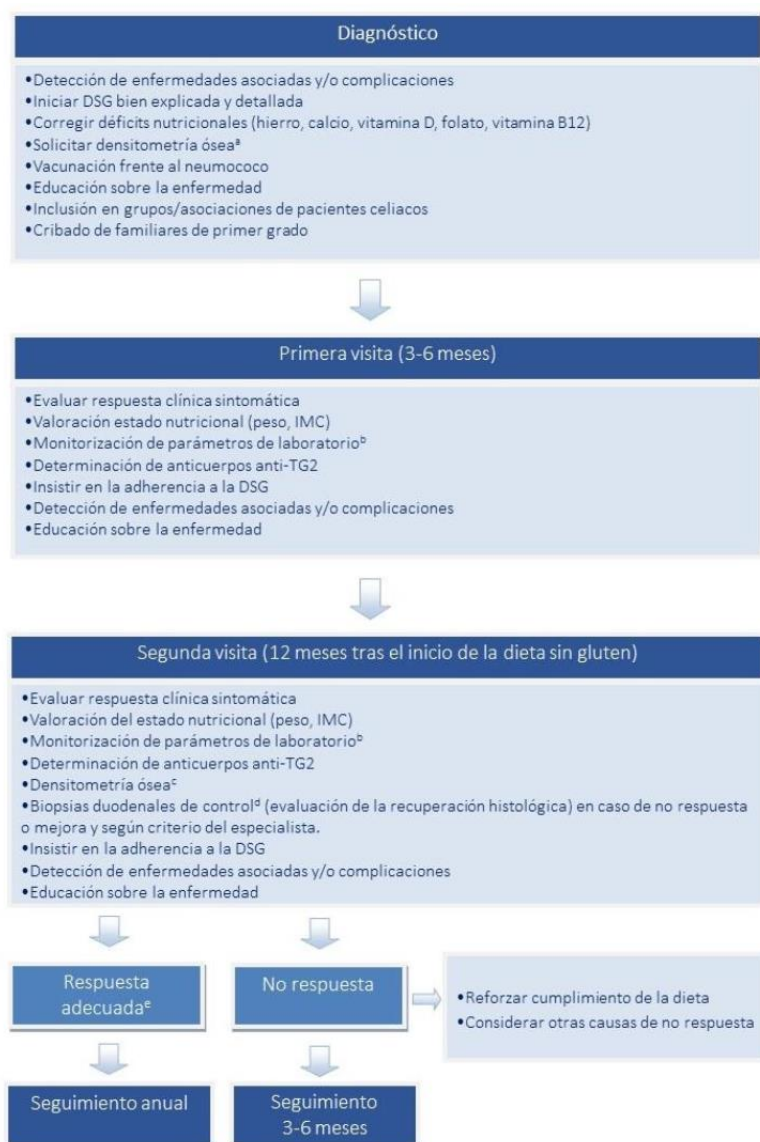 Diagnóstico
•Detección de enfermedades asociadas y/o complicaciones
•Iniciar DSG bien explicada y detallada
•Corregir déficits nutricionales (hierro, calcio, vitamina D, folato, vitamina B12)
•Solicitar densitometría óseaᵃ
•Vacunación frente al neumococo
•Educación sobre la enfermedad
•Inclusión en grupos/asociaciones de pacientes celiacos
•Cribado de familiares de primer grado
Primera visita (3-6 meses)
•Evaluar respuesta clínica sintomática
•Valoración estado nutricional (peso, IMC)
•Monitorización de parámetros de laboratorioᵇ
•Determinación de anticuerpos anti-TG2
•Insistir en la adherencia a la DSG
•Detección de enfermedades asociadas y/o complicaciones
•Educación sobre la enfermedad
Segunda visita (12 meses tras el inicio de la dieta sin gluten)
•Evaluar respuesta clínica sintomática
•Valoración del estado nutricional (peso, IMC)
•Monitorización de parámetros de laboratorioᵇ
•Determinación de anticuerpos anti-TG2
•Densitometría óseaᶜ
•Biopsias duodenales de controlᵈ (evaluación de la recuperación histológica) en caso de no respuesta
o mejora y según criterio del especialista.
•Insistir en la adherencia a la DSG
•Detección de enfermedades asociadas y/o complicaciones
•Educación sobre la enfermedad
Respuesta
adecuadaᵉ
No respuesta
•Reforzar cumplimiento de la dieta
•Considerar otras causas de no respuesta
Seguimiento anual
Seguimiento
3-6 meses